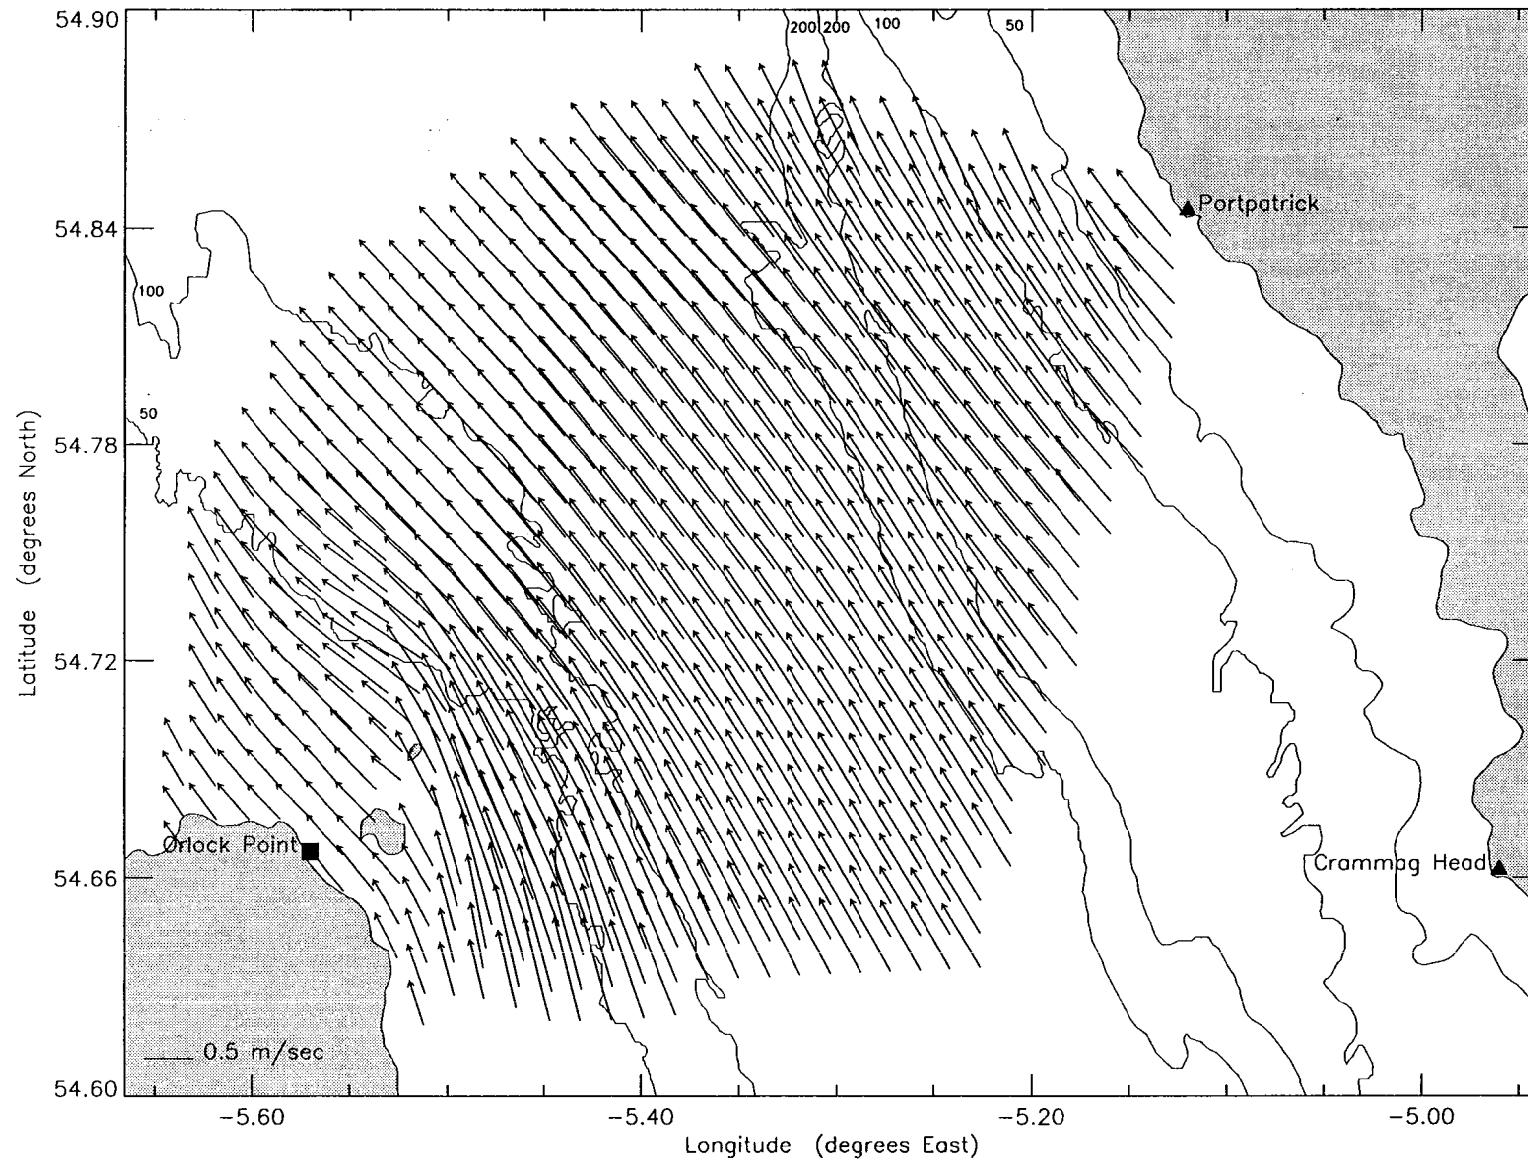 54.90
200 200 100 50
Portpatrick
54.84
100
50
54.78
Latitude (degrees North)
54.72
Orlock Point
54.66
Crammag Head
0.5 m/sec
54.60
−5.60 −5.40 −5.20 −5.00
Longitude (degrees East)